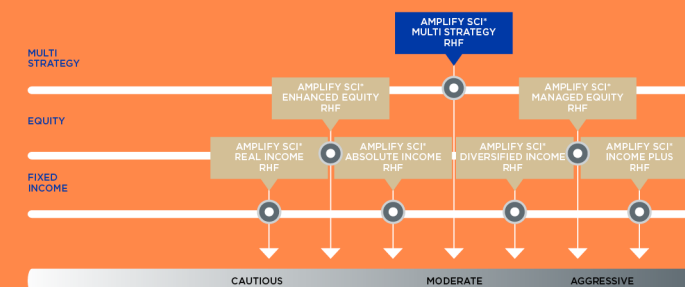 AMPLIFY SCI*
MULTI STRATEGY
RHF
MULTI
STRATEGY
AMPLIFY SCI*
ENHANCED EQUITY
RHF
AMPLIFY SCI*
MANAGED EQUITY
RHF
EQUITY
AMPLIFY SCI*
REAL INCOME
RHF
AMPLIFY SCI*
ABSOLUTE INCOME
RHF
AMPLIFY SCI*
DIVERSIFIED INCOME
RHF
AMPLIFY SCI*
INCOME PLUS
RHF
FIXED
INCOME
CAUTIOUS
MODERATE
AGGRESSIVE